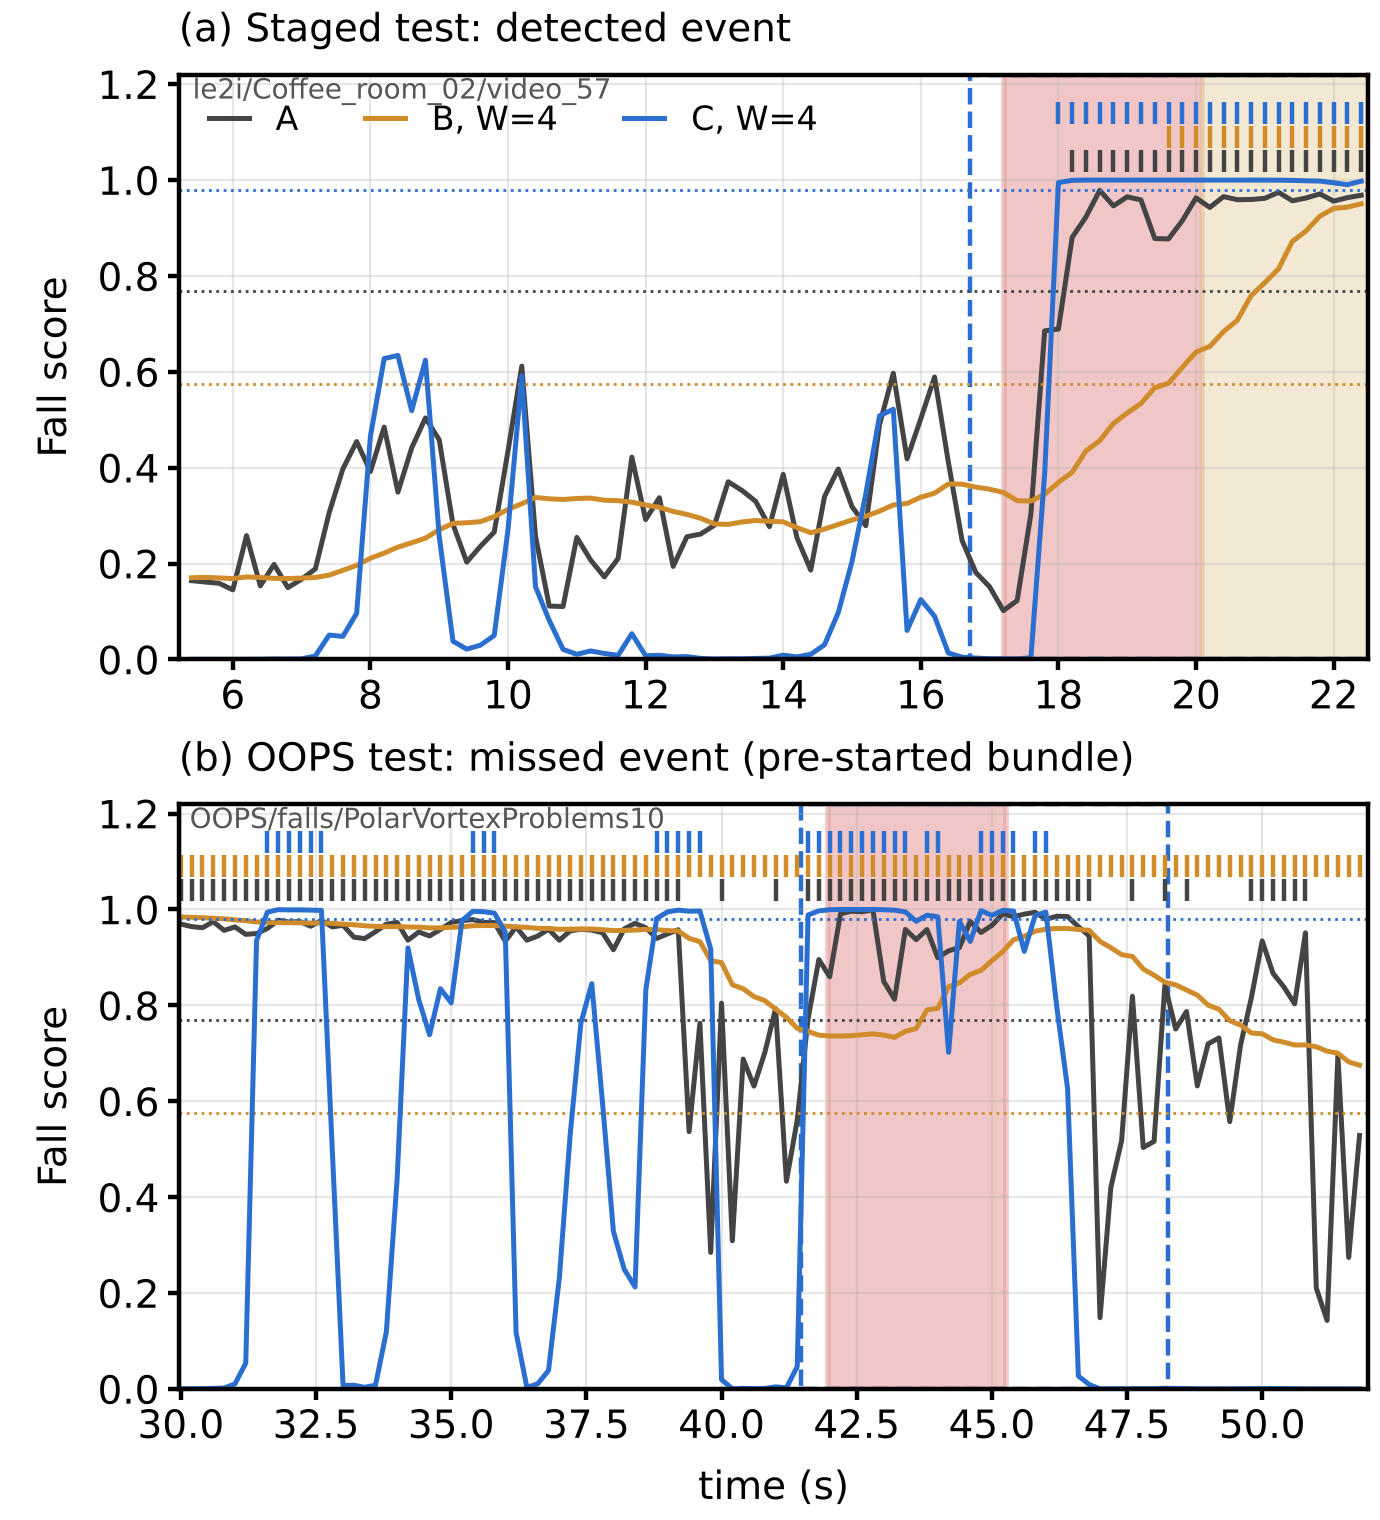 (a) Staged test: detected event
le2i/Coffee_room_02/video_57
A B, W=4 C, W=4
1.2
1.0
0.8
0.6
0.4
0.2
0.0
Fall score
6 8 10 12 14 16 18 20 22
(b) OOPS test: missed event (pre-started bundle)
OOPS/falls/PolarVortexProblems10
1.2
1.0
0.8
0.6
0.4
0.2
0.0
Fall score
30.0 32.5 35.0 37.5 40.0 42.5 45.0 47.5 50.0
time (s)